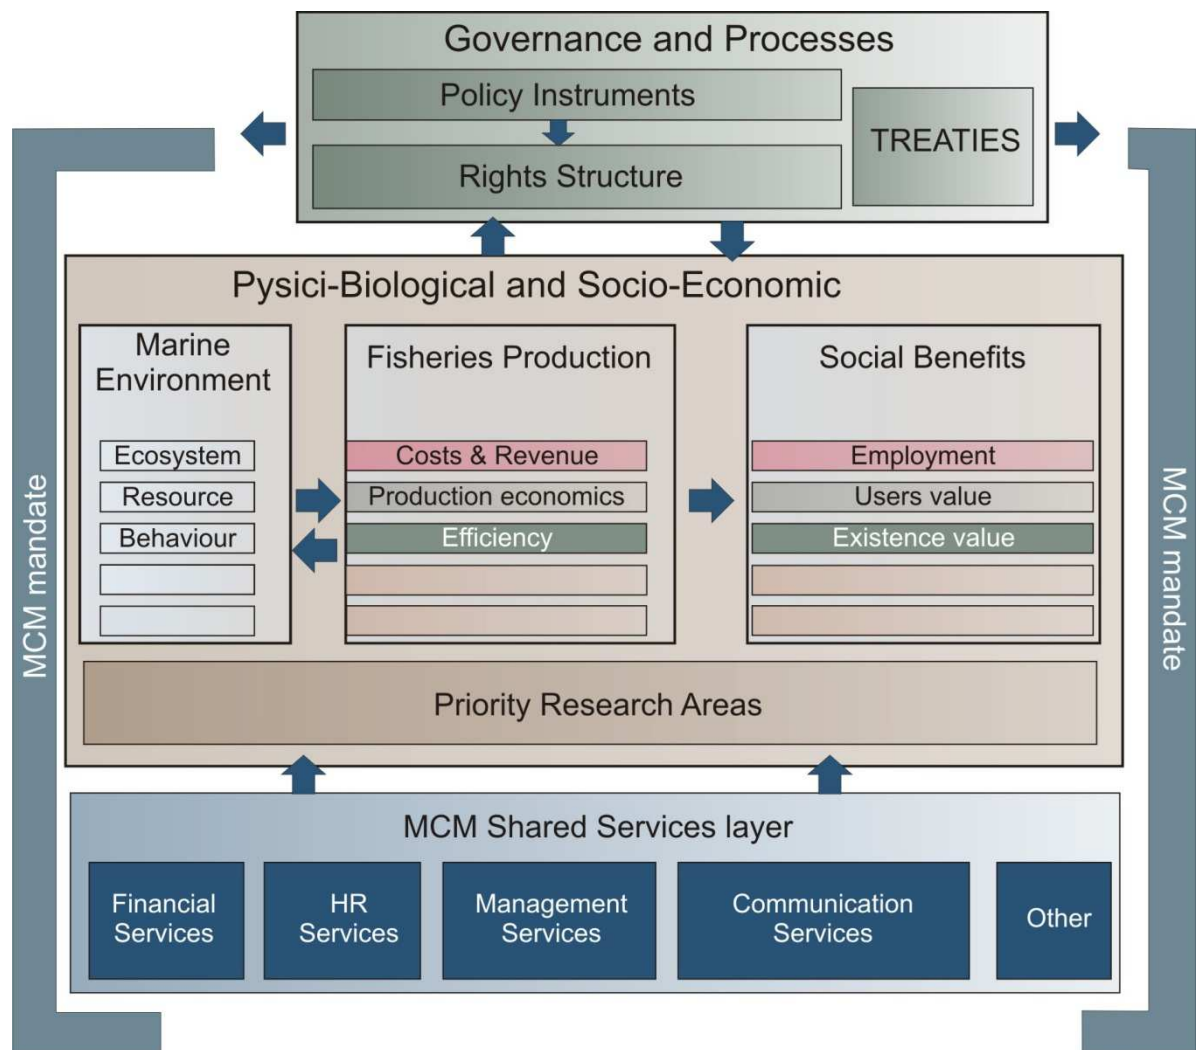 Governance and Processes
Policy Instruments
TREATIES
Rights Structure
MCM mandate
MCM mandate
Pysici-Biological and Socio-Economic
Marine
Environment
Ecosystem
Resource
Behaviour
Fisheries Production
Costs & Revenue
Production economics
Efficiency
Social Benefits
Employment
Users value
Existence value
Priority Research Areas
MCM Shared Services layer
Financial
Services
HR
Services
Management
Services
Communication
Services
Other